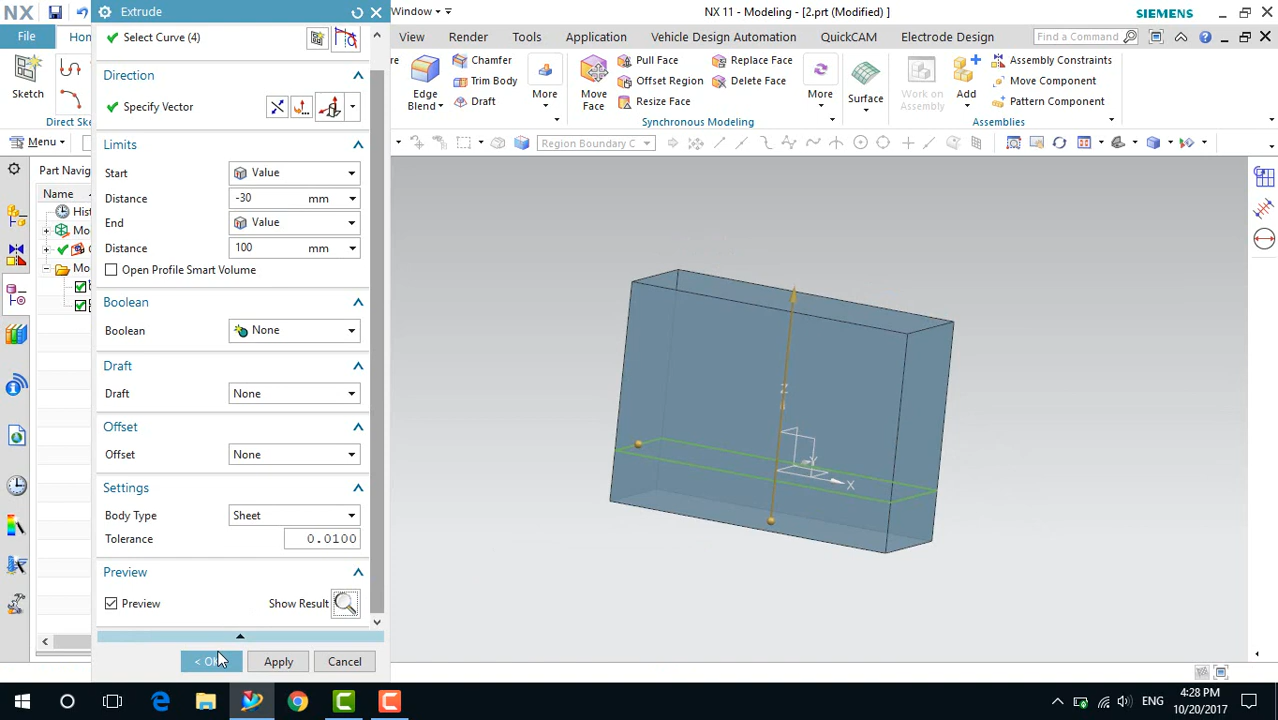 NX
Window
NX 11 - Modeling - [2.prt (Modified) ]
SIEMENS
Extrude
File
View
Render
Tools
Application
Vehicle Design Automation
QuickCAM
Electrode Design
Find a Command
Select Curve (4)
Sketch
Chamfer
Trim Body
Draft
Edge
Blend
More
Move
Face
Pull Face
Offset Region
Resize Face
Replace Face
Delete Face
More
Surface
Work on
Assembly
Add
Assembly Constraints
Move Component
Pattern Component
Synchronous Modeling
Assemblies
Menu
Region Boundary C
Name
Direction
Specify Vector
Limits
Start
Value
Distance
-30 mm
End
Value
Distance
100 mm
Open Profile Smart Volume
Boolean
Boolean
None
Draft
Draft
None
Offset
Offset
None
Settings
Body Type
Sheet
Tolerance
0.0100
Preview
Preview
Show Result
Apply
Cancel
X
Y
Z
ENG
4:28 PM
10/20/2017